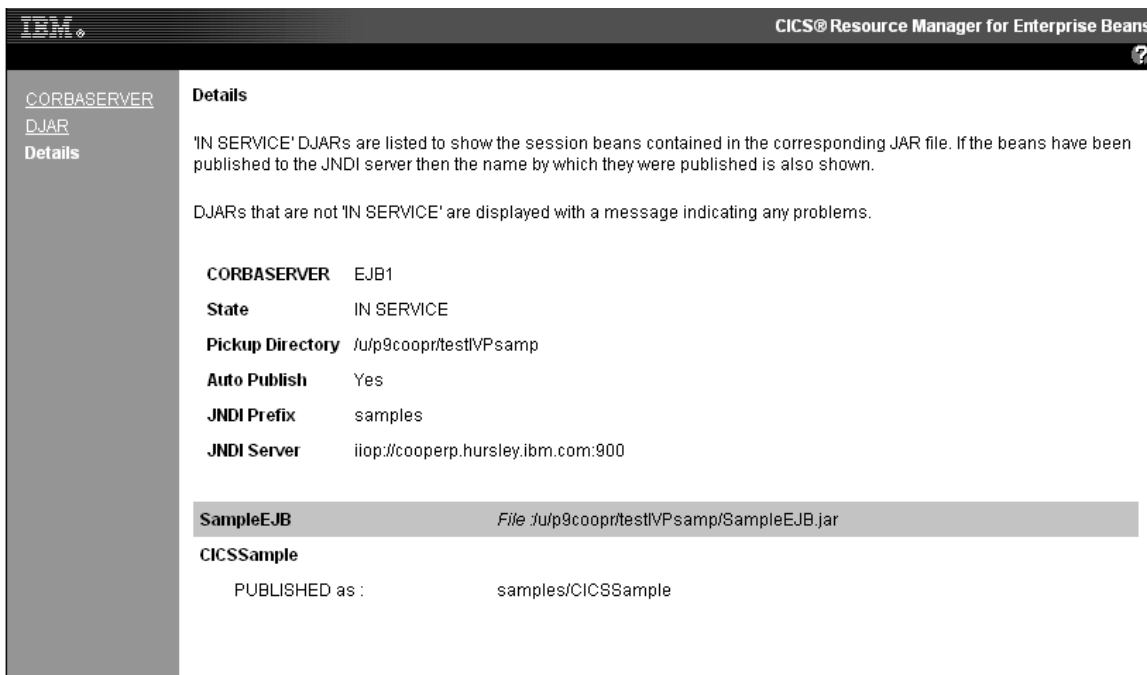 IBM®
CICS® Resource Manager for Enterprise Beans
?
CORBASERVER
DJAR
Details
Details
'IN SERVICE' DJARs are listed to show the session beans contained in the corresponding JAR file. If the beans have been
published to the JNDI server then the name by which they were published is also shown.
DJARs that are not 'IN SERVICE' are displayed with a message indicating any problems.
CORBASERVER EJB1
State IN SERVICE
Pickup Directory /u/p9coopr/testIVPsamp
Auto Publish Yes
JNDI Prefix samples
JNDI Server iiop://cooperp.hursley.ibm.com:900
SampleEJB File :/u/p9coopr/testIVPsamp/SampleEJB.jar
CICSSample
PUBLISHED as : samples/CICSSample